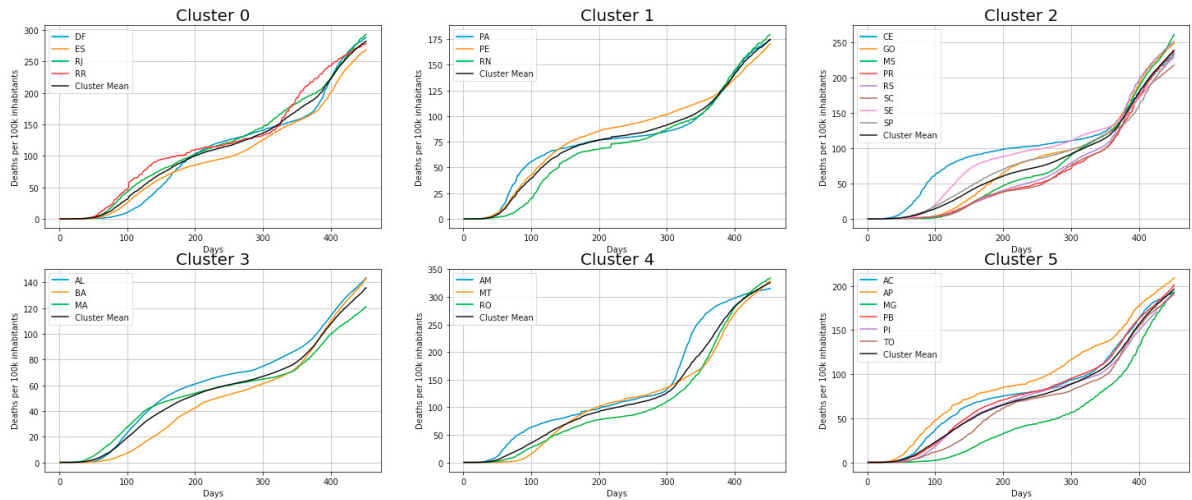 Cluster 0
Deaths per 100k inhabitants
300
250
200
150
100
50
0
DF
ES
RJ
RR
Cluster Mean
0 100 200 300 400
Days
Cluster 1
Deaths per 100k inhabitants
175
150
125
100
75
50
25
0
PA
PE
RN
Cluster Mean
0 100 200 300 400
Days
Cluster 2
Deaths per 100k inhabitants
250
200
150
100
50
0
CE
GO
MS
PR
RS
SC
SE
SP
Cluster Mean
0 100 200 300 400
Days
Cluster 3
Deaths per 100k inhabitants
140
120
100
80
60
40
20
0
AL
BA
MA
Cluster Mean
0 100 200 300 400
Days
Cluster 4
Deaths per 100k inhabitants
350
300
250
200
150
100
50
0
AM
MT
RO
Cluster Mean
0 100 200 300 400
Days
Cluster 5
Deaths per 100k inhabitants
200
150
100
50
0
AC
AP
MG
PB
PI
TO
Cluster Mean
0 100 200 300 400
Days